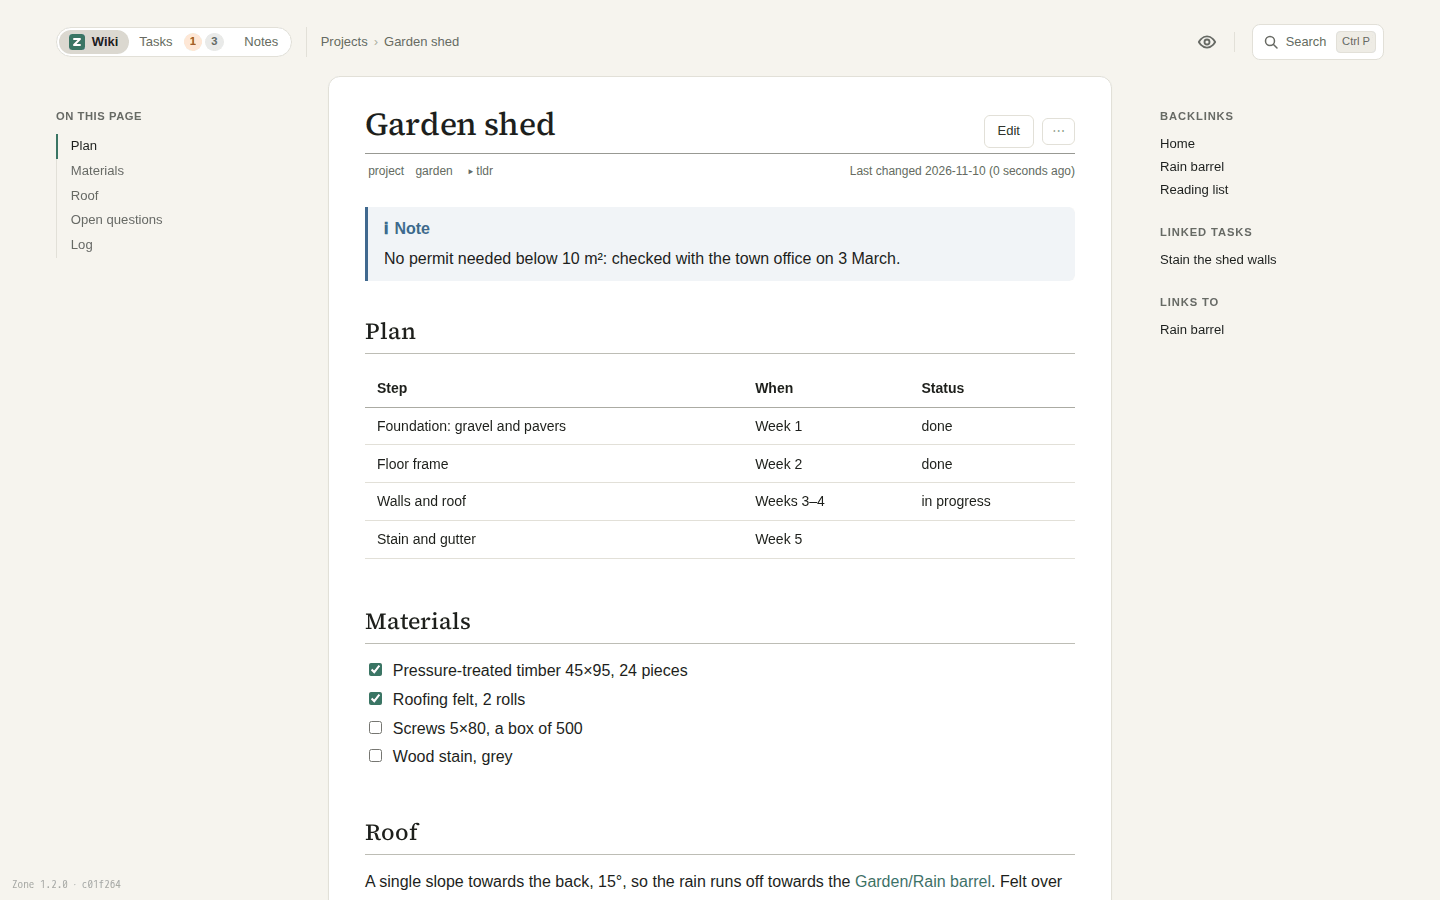 Wiki Tasks 1 3 Notes Projects › Garden shed Search Ctrl P
ON THIS PAGE
Plan
Materials
Roof
Open questions
Log
Garden shed
Edit ···
project garden ▸ tldr Last changed 2026-11-10 (0 seconds ago)
i Note
No permit needed below 10 m²: checked with the town office on 3 March.
Plan
Step When Status
Foundation: gravel and pavers Week 1 done
Floor frame Week 2 done
Walls and roof Weeks 3–4 in progress
Stain and gutter Week 5
Materials
Pressure-treated timber 45×95, 24 pieces
Roofing felt, 2 rolls
Screws 5×80, a box of 500
Wood stain, grey
Roof
A single slope towards the back, 15°, so the rain runs off towards the Garden/Rain barrel. Felt over
BACKLINKS
Home
Rain barrel
Reading list
LINKED TASKS
Stain the shed walls
LINKS TO
Rain barrel
Zone 1.2.0 · c01f264